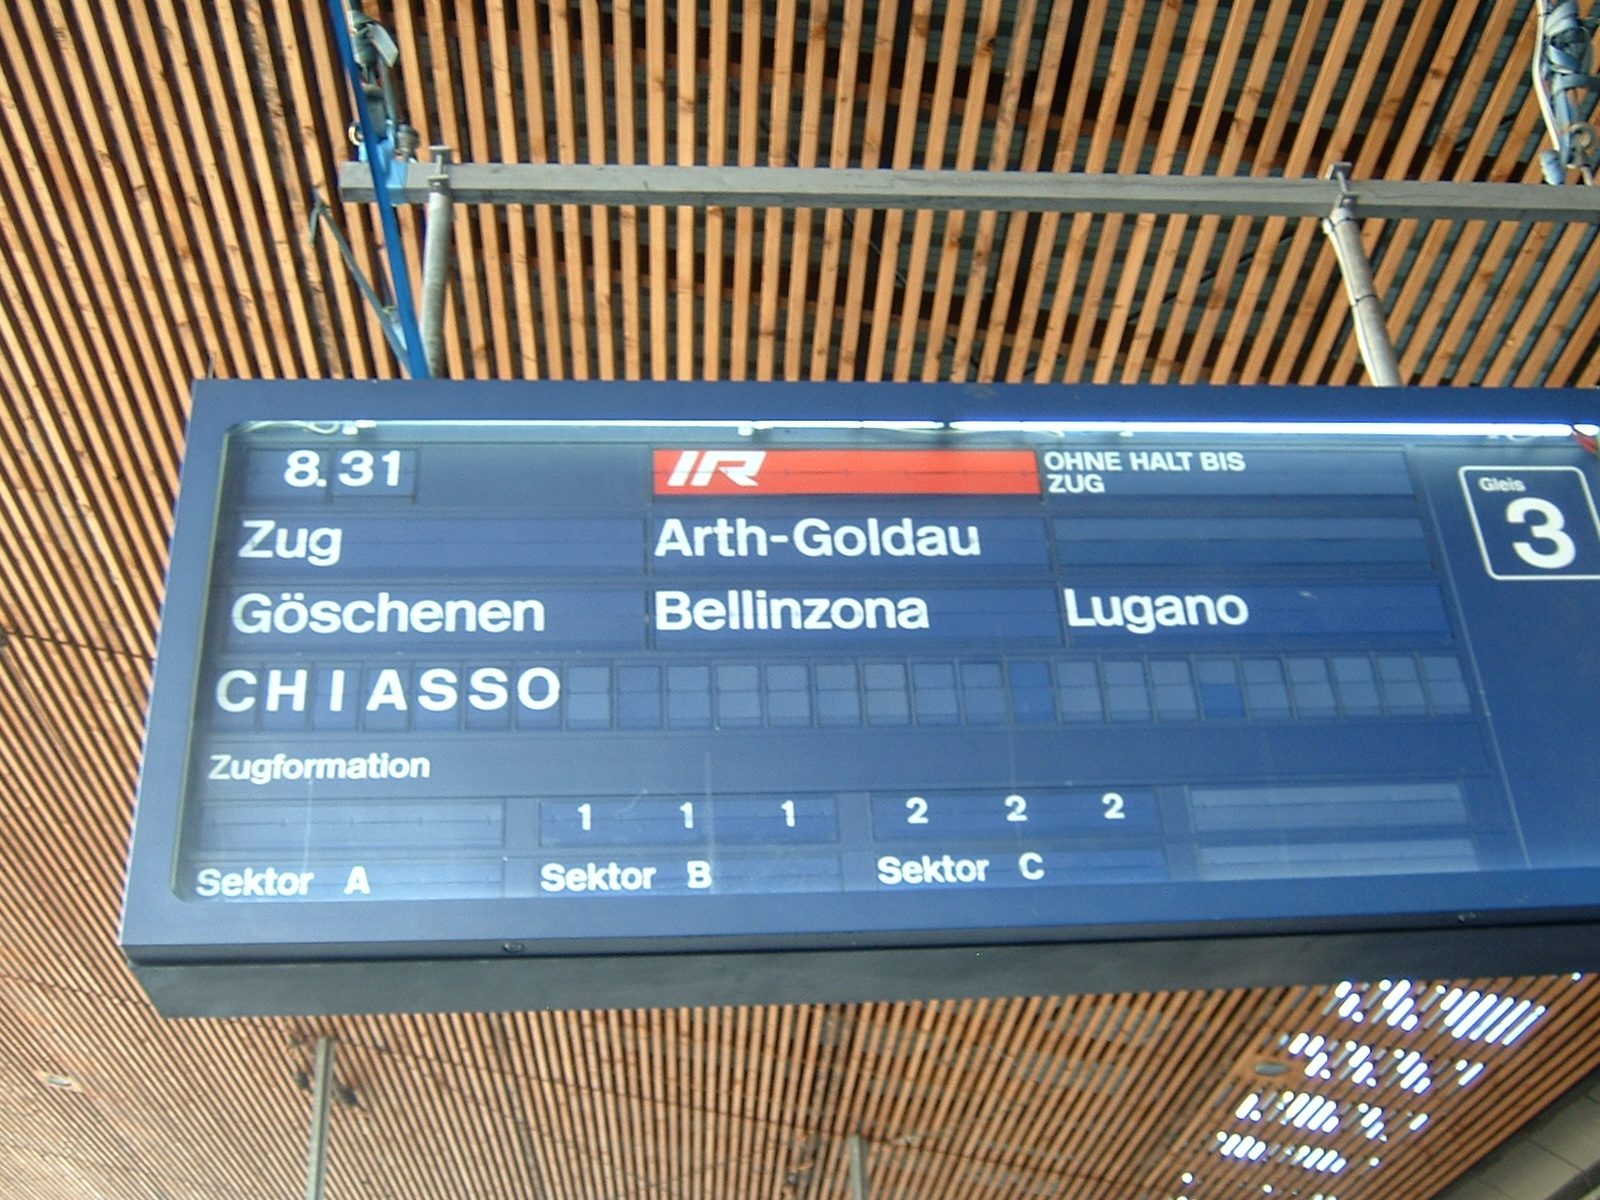 8.31 IR OHNE HALT BIS
ZUG
Gleis
3
Zug Arth-Goldau
Göschenen Bellinzona Lugano
CHIASSO
Zugformation
1 1 1 2 2 2
Sektor A Sektor B Sektor C